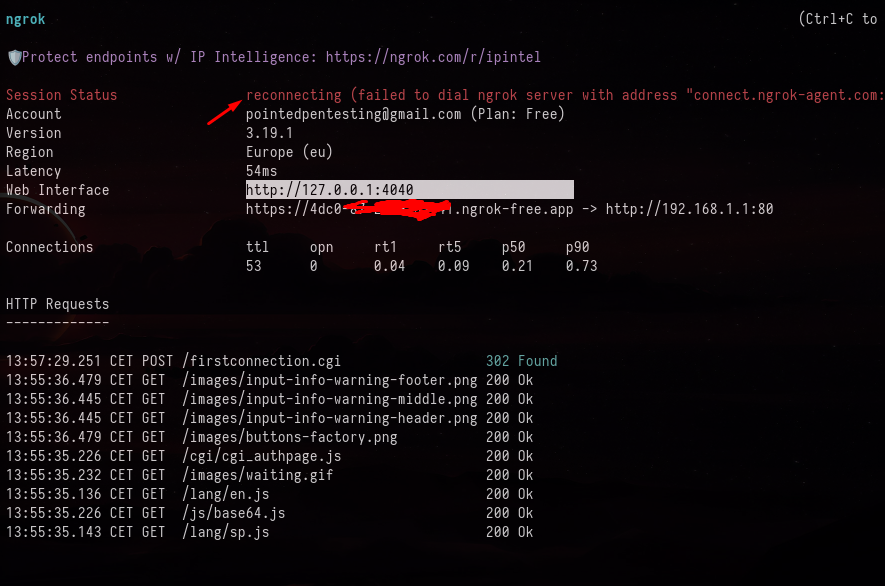 ngrok (Ctrl+C to
Protect endpoints w/ IP Intelligence: https://ngrok.com/r/ipintel
Session Status reconnecting (failed to dial ngrok server with address "connect.ngrok-agent.com:
Account pointedpentesting@gmail.com (Plan: Free)
Version 3.19.1
Region Europe (eu)
Latency 54ms
Web Interface http://127.0.0.1:4040
Forwarding https://4dc0- .ngrok-free.app -> http://192.168.1.1:80
Connections ttl opn rt1 rt5 p50 p90
53 0 0.04 0.09 0.21 0.73
HTTP Requests
-------------
13:57:29.251 CET POST /firstconnection.cgi 302 Found
13:55:36.479 CET GET /images/input-info-warning-footer.png 200 Ok
13:55:36.445 CET GET /images/input-info-warning-middle.png 200 Ok
13:55:36.445 CET GET /images/input-info-warning-header.png 200 Ok
13:55:36.479 CET GET /images/buttons-factory.png 200 Ok
13:55:35.226 CET GET /cgi/cgi_authpage.js 200 Ok
13:55:35.232 CET GET /images/waiting.gif 200 Ok
13:55:35.136 CET GET /lang/en.js 200 Ok
13:55:35.226 CET GET /js/base64.js 200 Ok
13:55:35.143 CET GET /lang/sp.js 200 Ok